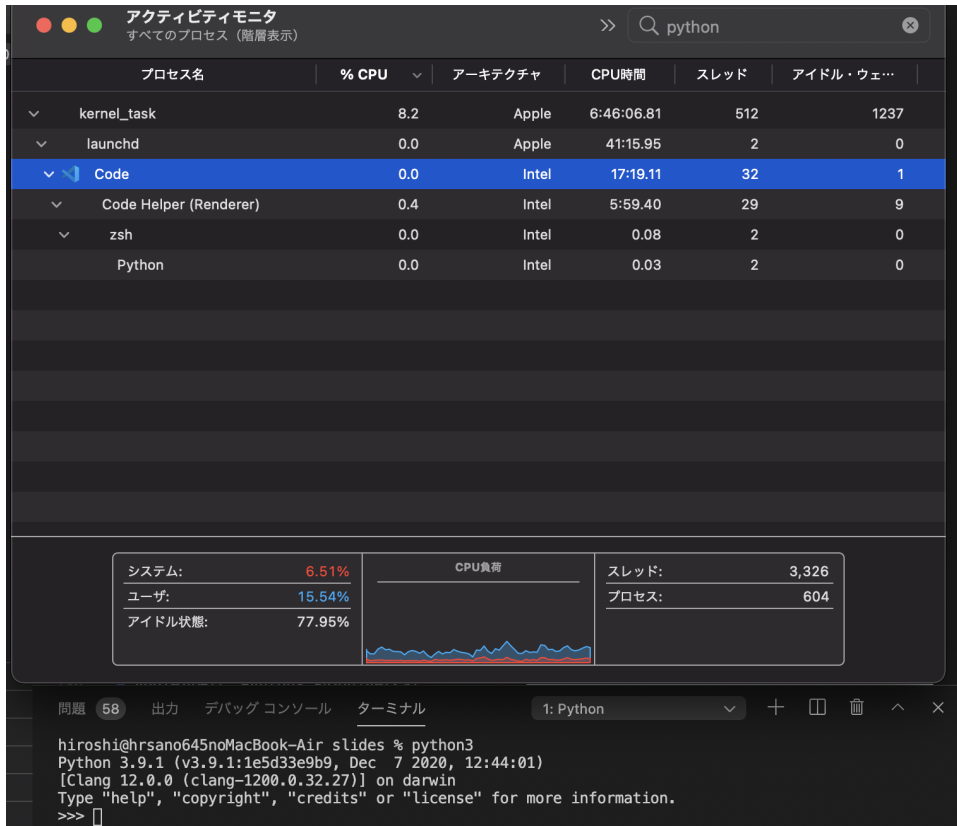 アクティビティモニタ
すべてのプロセス（階層表示）
python
プロセス名 % CPU アーキテクチャ CPU時間 スレッド アイドル・ウェ…
kernel_task 8.2 Apple 6:46:06.81 512 1237
launchd 0.0 Apple 41:15.95 2 0
Code 0.0 Intel 17:19.11 32 1
Code Helper (Renderer) 0.4 Intel 5:59.40 29 9
zsh 0.0 Intel 0.08 2 0
Python 0.0 Intel 0.03 2 0
システム: 6.51%
ユーザ: 15.54%
アイドル状態: 77.95%
CPU負荷
スレッド: 3,326
プロセス: 604
問題 58 出力 デバッグ コンソール ターミナル 1: Python
hiroshi@hrsano645noMacBook-Air slides % python3
Python 3.9.1 (v3.9.1:1e5d33e9b9, Dec  7 2020, 12:44:01)
[Clang 12.0.0 (clang-1200.0.32.27)] on darwin
Type "help", "copyright", "credits" or "license" for more information.
>>>